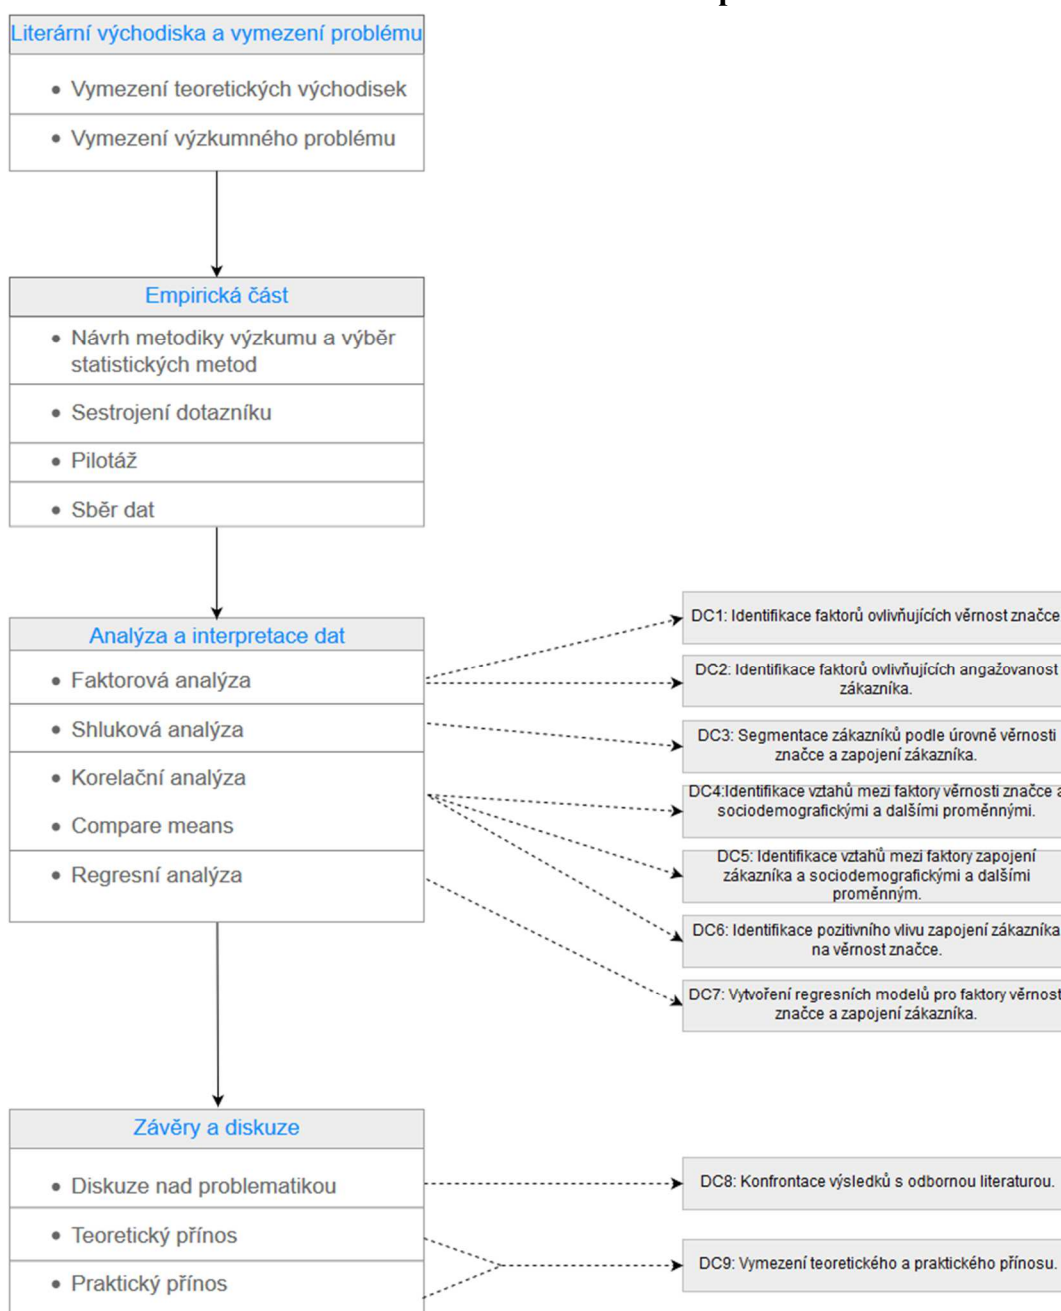 Literární východiska a vymezení problému
Vymezení teoretických východisek
Vymezení výzkumného problému
Empirická část
Návrh metodiky výzkumu a výběr
statistických metod
Sestrojení dotazníku
Pilotáž
Sběr dat
Analýza a interpretace dat
Faktorová analýza
Shluková analýza
Korelační analýza
Compare means
Regresní analýza
DC1: Identifikace faktorů ovlivňujících věrnost značce
DC2: Identifikace faktorů ovlivňujících angažovanost
zákazníka.
DC3: Segmentace zákazníků podle úrovně věrnosti
značce a zapojení zákazníka.
DC4:Identifikace vztahů mezi faktory věrnosti značce a
sociodemografickými a dalšími proměnnými.
DC5: Identifikace vztahů mezi faktory zapojení
zákazníka a sociodemografickými a dalšími
proměnným.
DC6: Identifikace pozitivního vlivu zapojení zákazníka
na věrnost značce.
DC7: Vytvoření regresních modelů pro faktory věrnost
značce a zapojení zákazníka.
Závěry a diskuze
Diskuze nad problematikou
Teoretický přínos
Praktický přínos
DC8: Konfrontace výsledků s odbornou literaturou.
DC9: Vymezení teoretického a praktického přínosu.